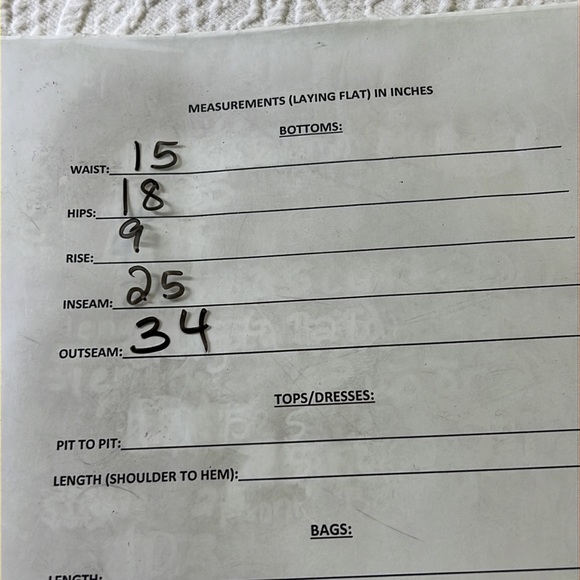 MEASUREMENTS (LAYING FLAT) IN INCHES
BOTTOMS:
WAIST: 15
HIPS: 18
RISE: 9
INSEAM: 25
OUTSEAM: 34
TOPS/DRESSES:
PIT TO PIT:
LENGTH (SHOULDER TO HEM):
BAGS:
LENGTH: